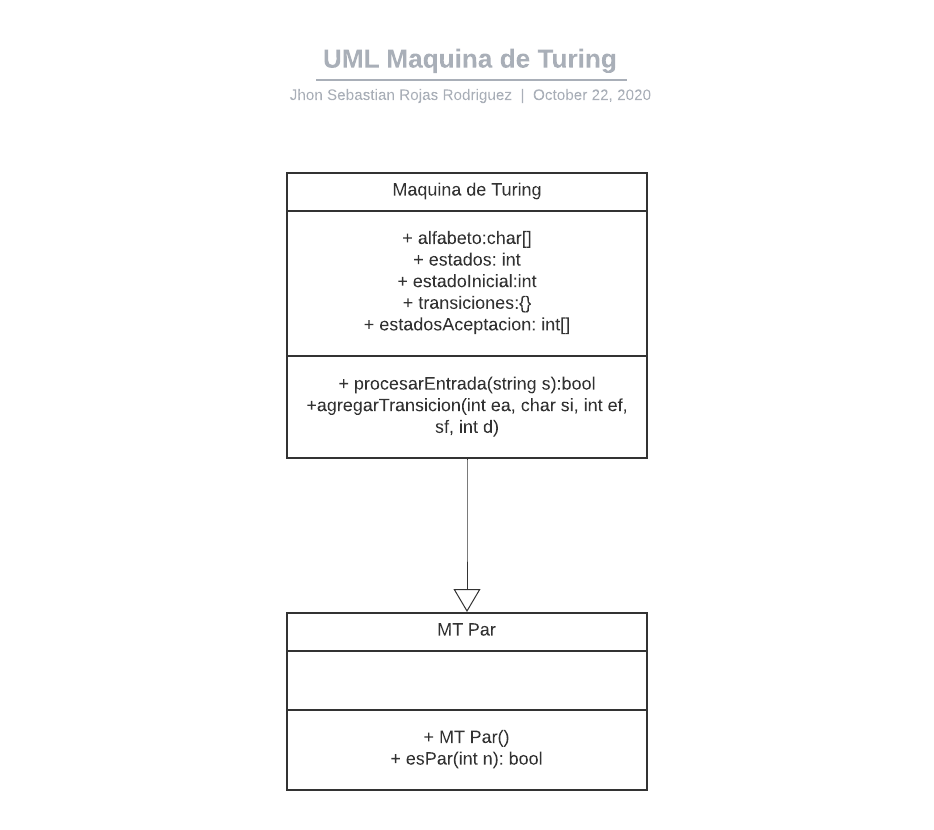 UML Maquina de Turing
Jhon Sebastian Rojas Rodriguez | October 22, 2020
Maquina de Turing
+ alfabeto:char[]
+ estados: int
+ estadoInicial:int
+ transiciones:{}
+ estadosAceptacion: int[]
+ procesarEntrada(string s):bool
+agregarTransicion(int ea, char si, int ef,
sf, int d)
MT Par
+ MT Par()
+ esPar(int n): bool